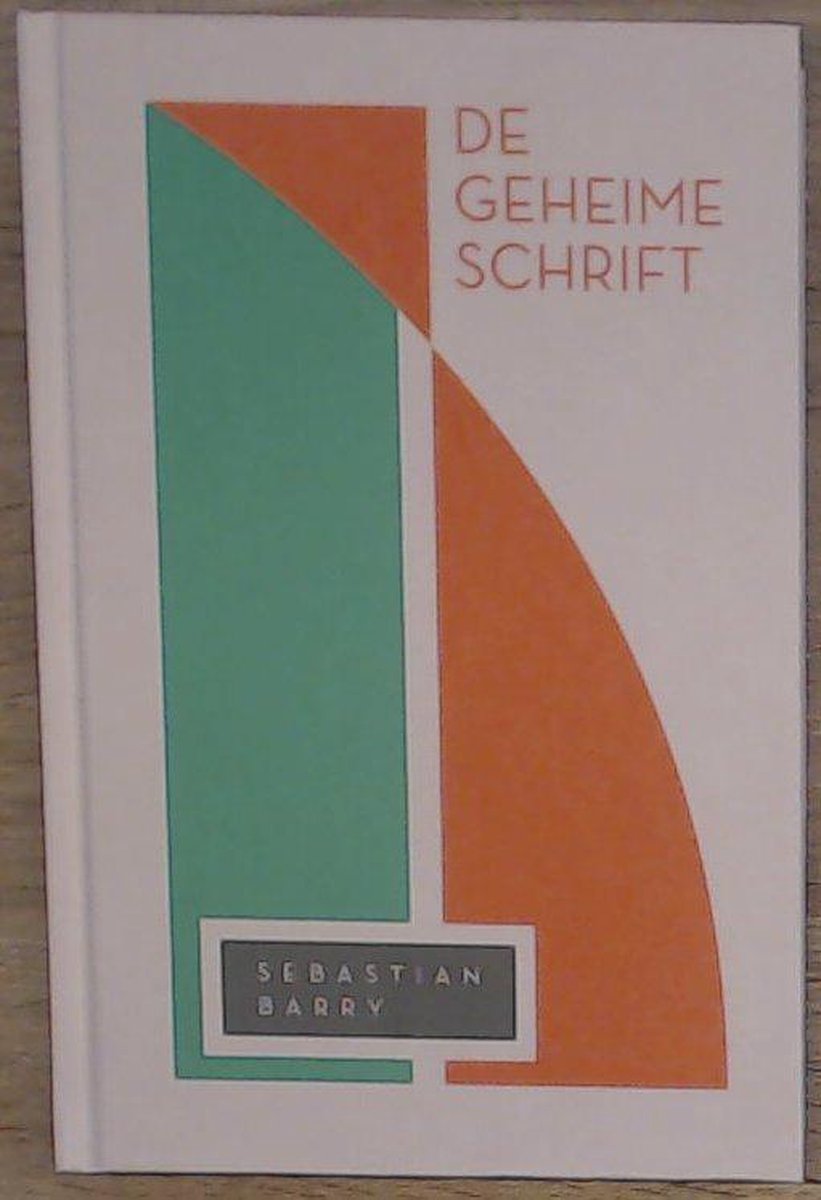 DE
GEHEIME
SCHRIFT
SEBASTIAN
BARRY